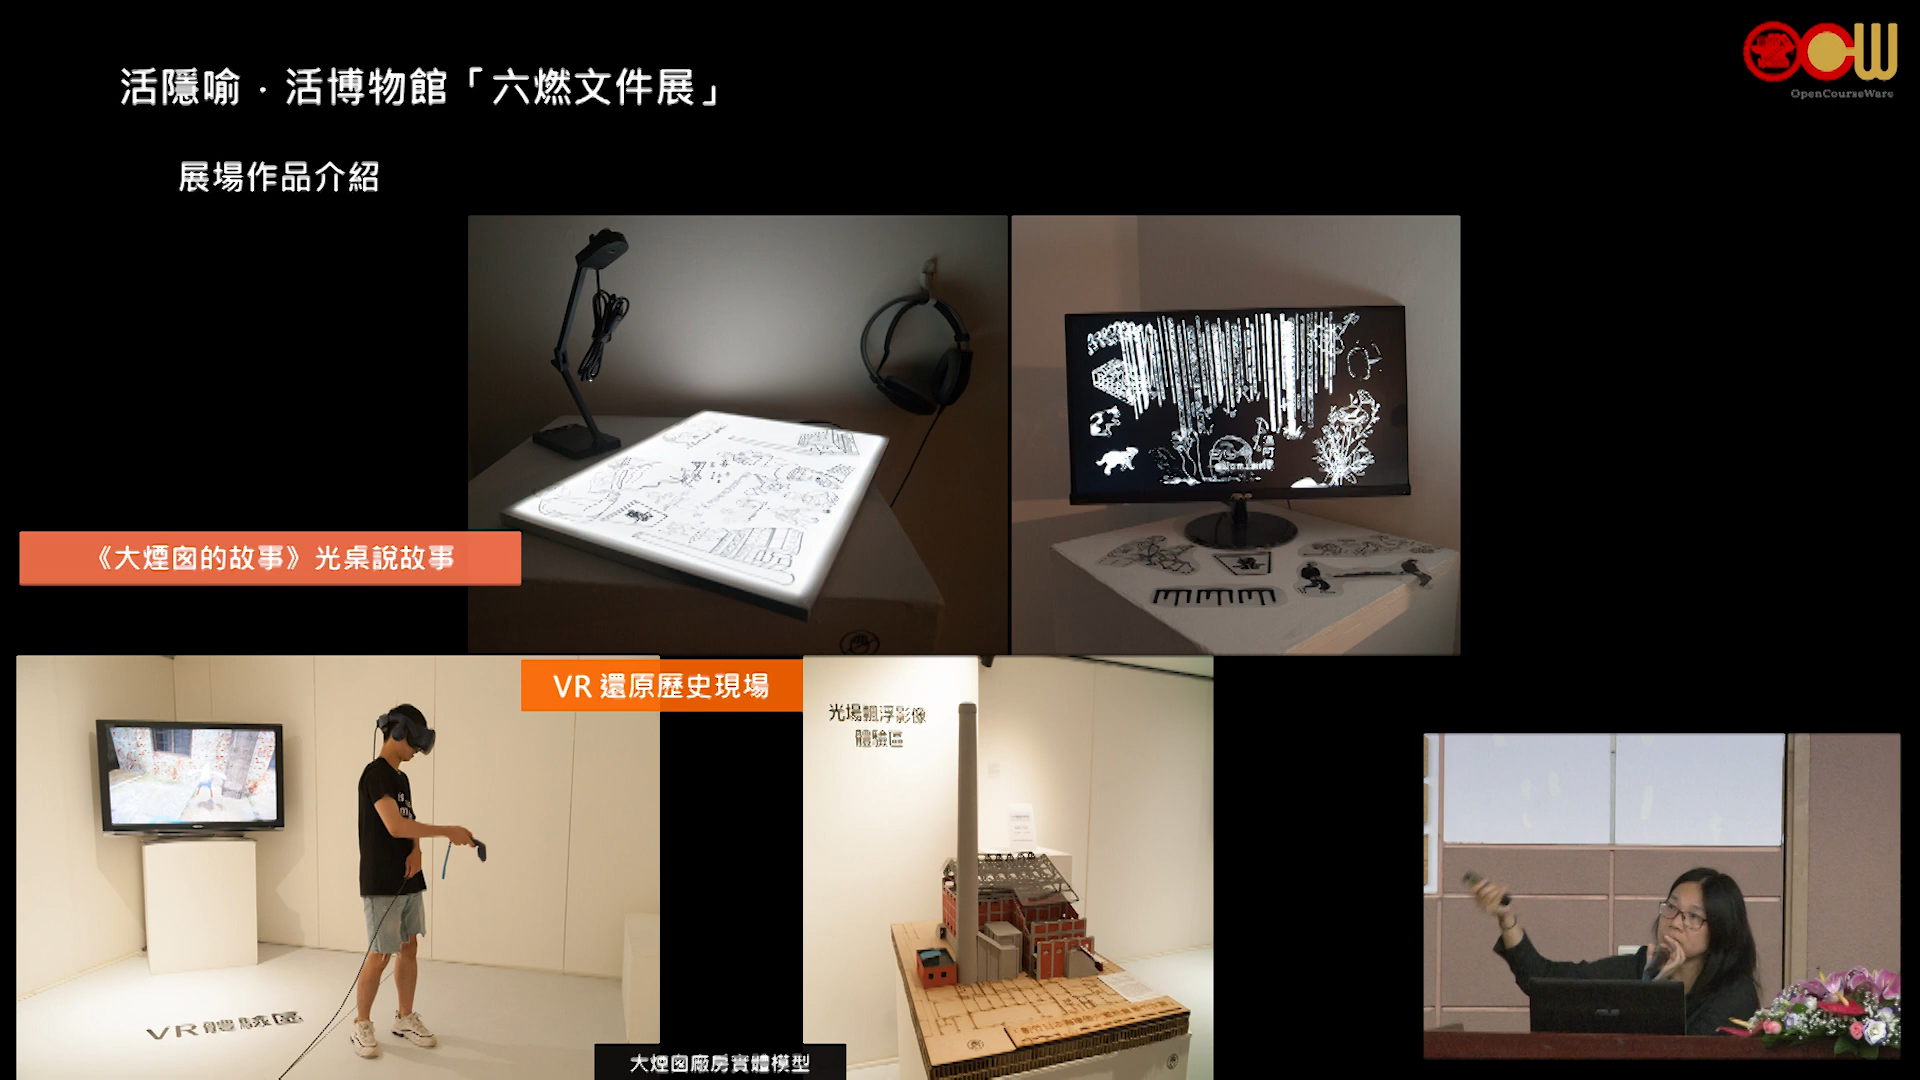 活隱喻．活博物館「六燃文件展」
OpenCourseWare
展場作品介紹
《大煙囪的故事》光桌說故事
VR 還原歷史現場
光場飄浮影像
體驗區
VR體驗區
大煙囪廠房實體模型
ASUS